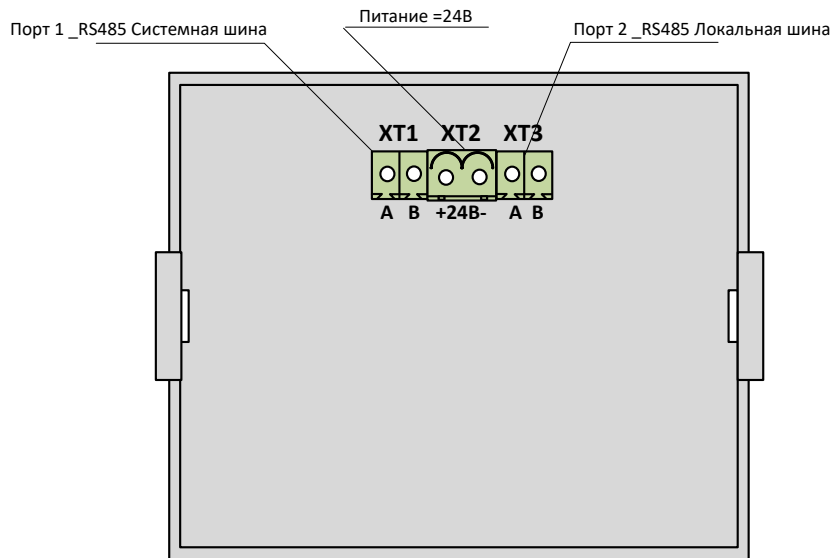 Питание =24В
Порт 1 _RS485 Системная шина
Порт 2 _RS485 Локальная шина
XT1 XT2 XT3
A B +24В- A B